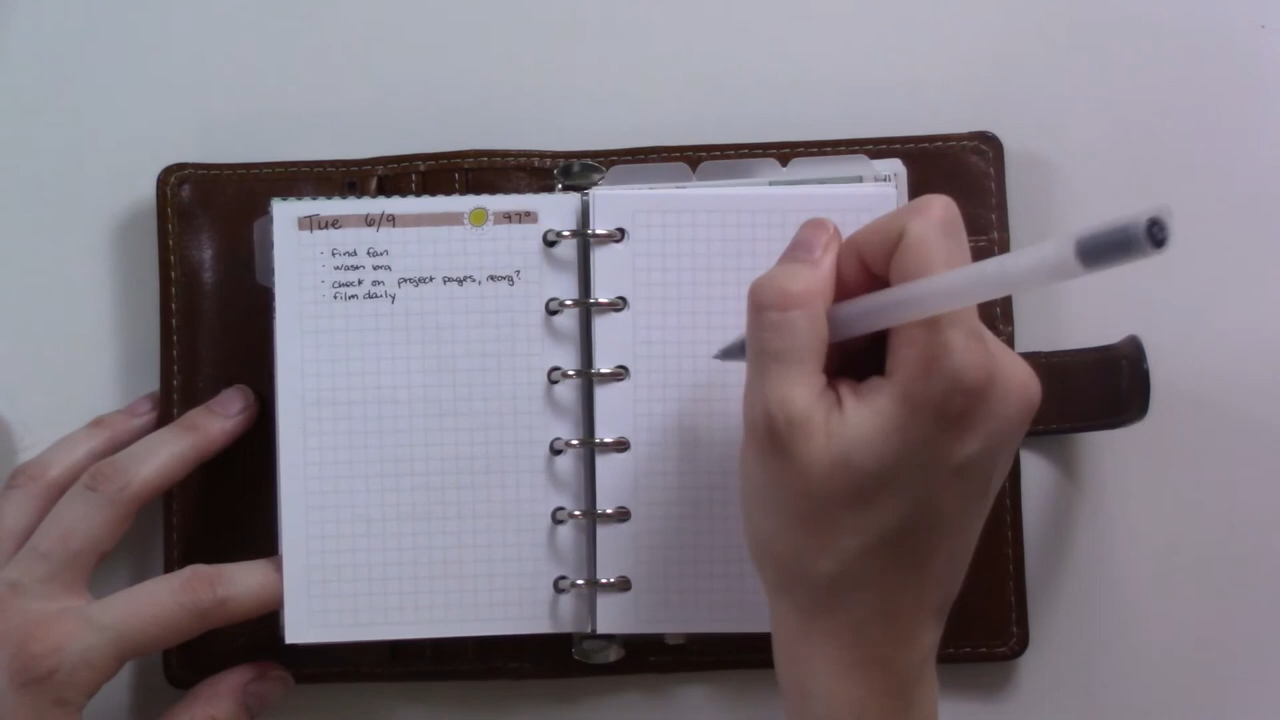 Tue 6/9 97°
· find fan
· wash bra
· check on project pages, reorg?
· film daily